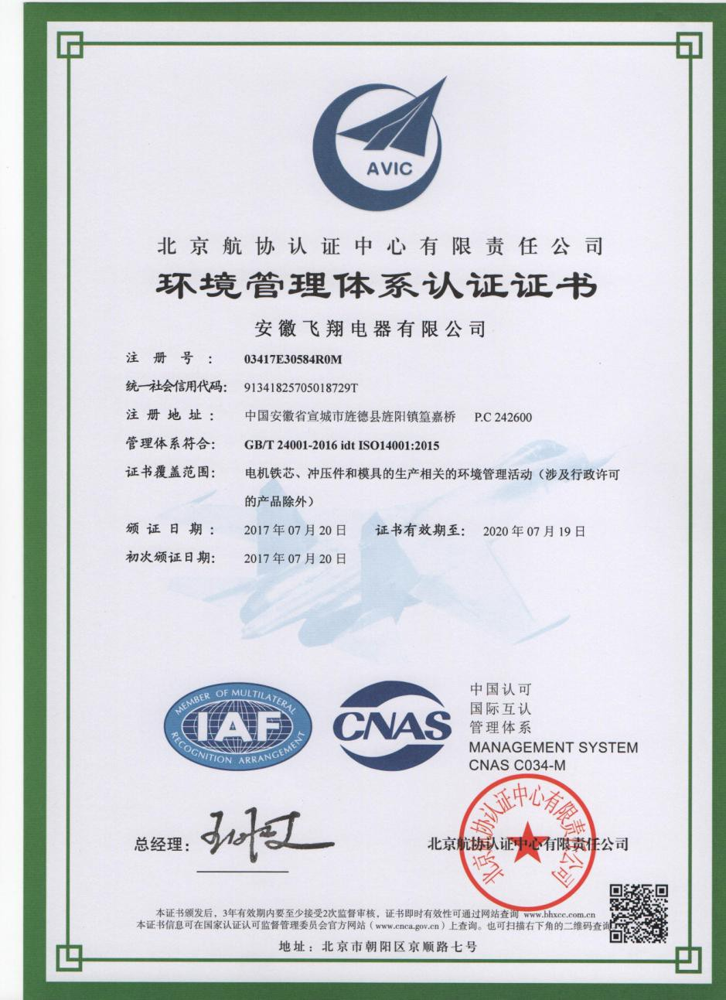 AVIC
北京航协认证中心有限责任公司
环境管理体系认证证书
安徽飞翔电器有限公司
注册号： 03417E30584R0M
统一社会信用代码： 91341825705018729T
注册地址： 中国安徽省宣城市旌德县旌阳镇篁嘉桥 P.C 242600
管理体系符合： GB/T 24001-2016 idt ISO14001:2015
证书覆盖范围： 电机铁芯、冲压件和模具的生产相关的环境管理活动（涉及行政许可
的产品除外）
颁证日期： 2017 年 07 月 20 日 证书有效期至： 2020 年 07 月 19 日
初次颁证日期： 2017 年 07 月 20 日
MEMBER OF MULTILATERAL
IAF
RECOGNITION ARRANGEMENT
CNAS
中国认可
国际互认
管理体系
MANAGEMENT SYSTEM
CNAS C034-M
北京航协认证中心有限责任公司
总经理：
北京航协认证中心有限责任公司
本证书颁发后，3年有效期内要至少接受2次监督审核，证书即时有效性可通过网站查询 www.bhxcc.com.cn
本证书信息可在国家认证认可监督管理委员会官方网站（www.cnca.gov.cn）上查询。也可扫描右下角的二维码查询
地址：北京市朝阳区京顺路七号